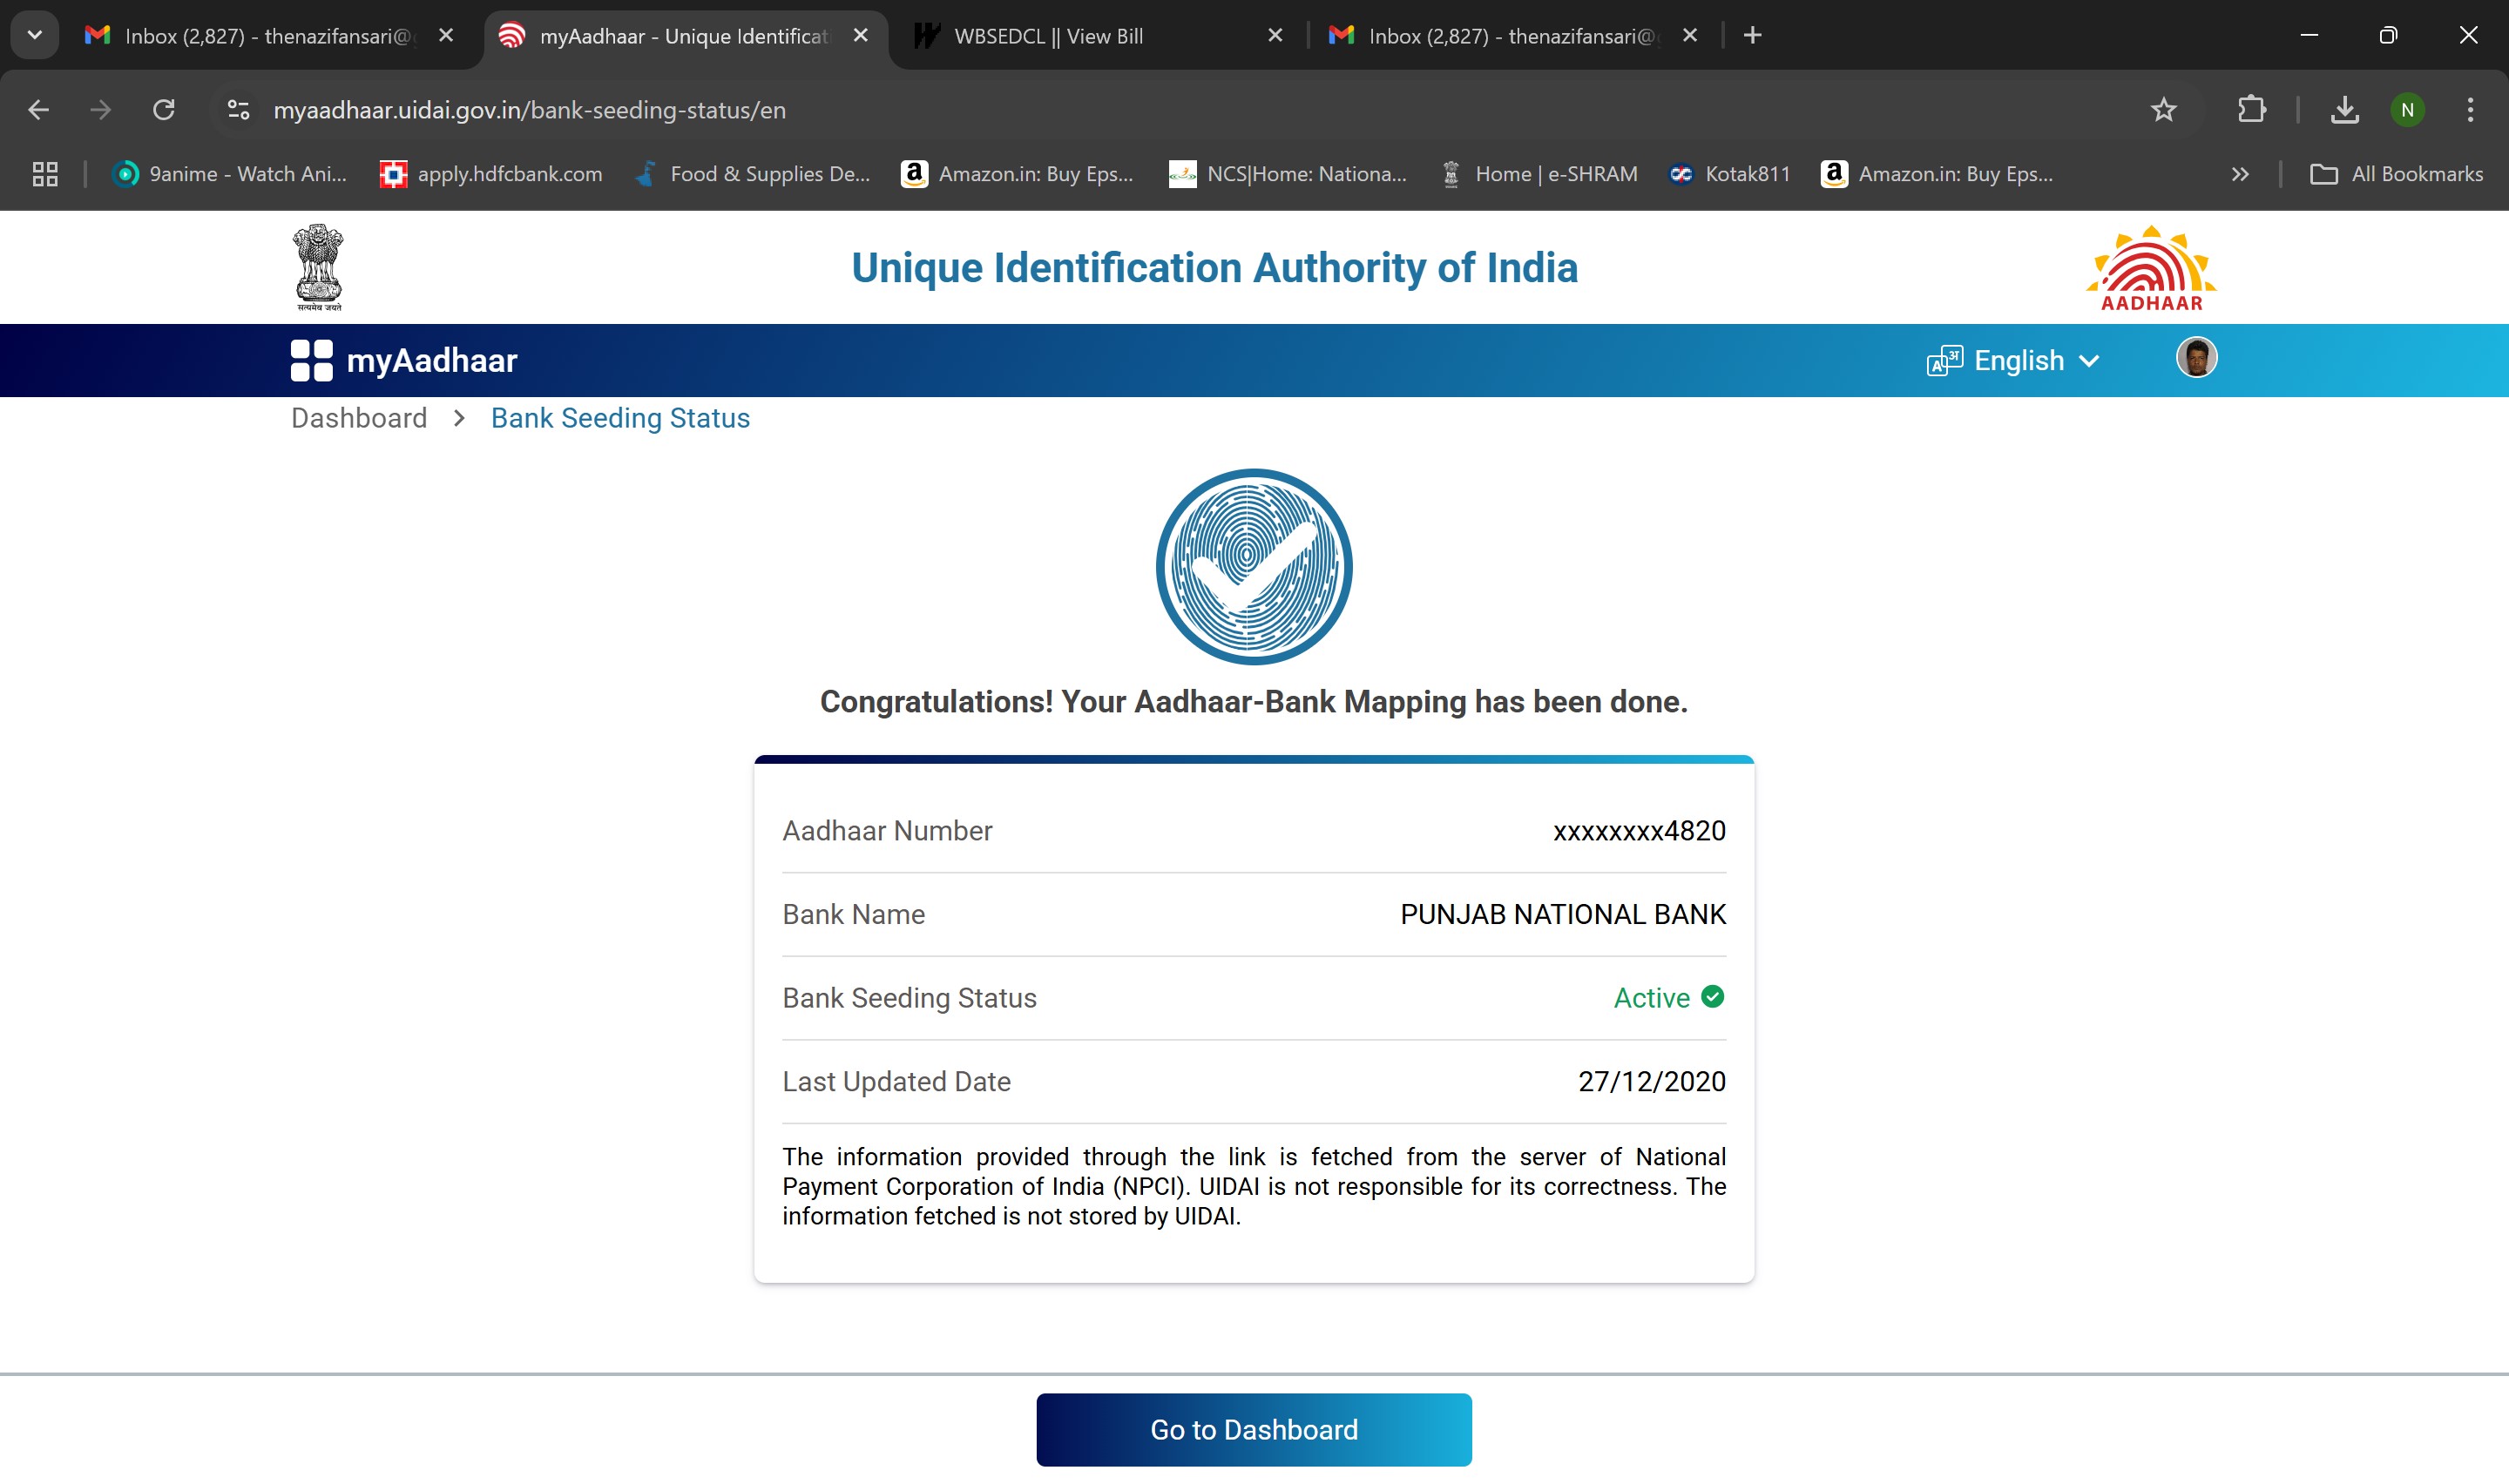 Inbox (2,827) - thenazifansari@
myAadhaar - Unique Identificati
WBSEDCL || View Bill
Inbox (2,827) - thenazifansari@
myaadhaar.uidai.gov.in/bank-seeding-status/en
N
9anime - Watch Ani...
apply.hdfcbank.com
Food & Supplies De...
Amazon.in: Buy Eps...
NCS|Home: Nationa...
Home | e-SHRAM
Kotak811
Amazon.in: Buy Eps...
All Bookmarks
सत्यमेव जयते
Unique Identification Authority of India
AADHAAR
myAadhaar
English
Dashboard > Bank Seeding Status
Congratulations! Your Aadhaar-Bank Mapping has been done.
Aadhaar Number xxxxxxxx4820
Bank Name PUNJAB NATIONAL BANK
Bank Seeding Status Active
Last Updated Date 27/12/2020
The information provided through the link is fetched from the server of National
Payment Corporation of India (NPCI). UIDAI is not responsible for its correctness. The
information fetched is not stored by UIDAI.
Go to Dashboard